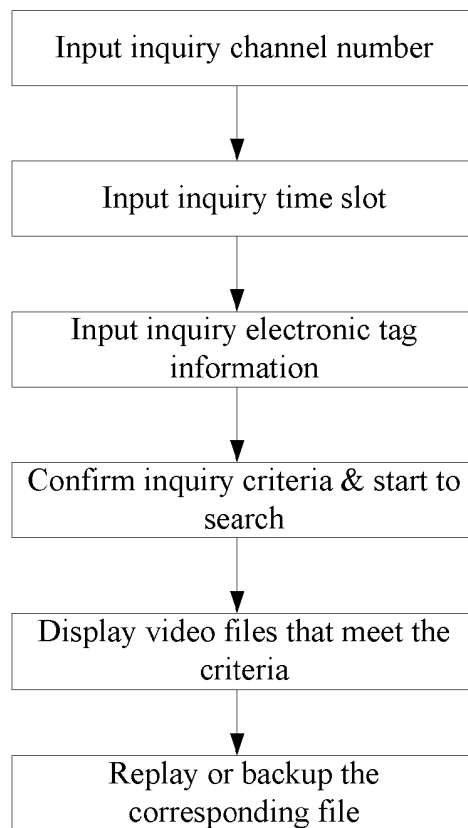 Input inquiry channel number
Input inquiry time slot
Input inquiry electronic tag
information
Confirm inquiry criteria & start to
search
Display video files that meet the
criteria
Replay or backup the
corresponding file